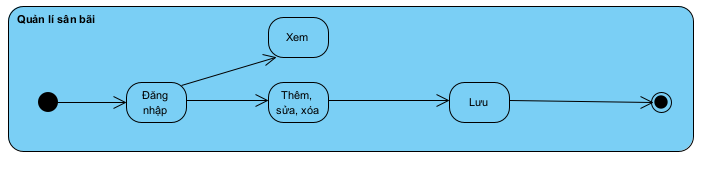 Quản lí sân bãi
Xem
Đăng
nhập
Thêm,
sửa, xóa
Lưu